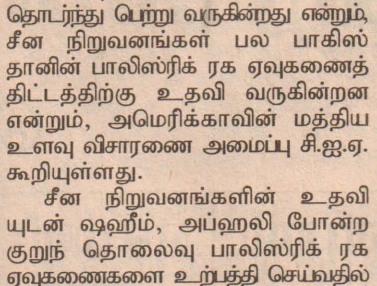 தொடர்ந்து பெற்று வருகின்றது என்றும்,
சீன நிறுவனங்கள் பல பாகிஸ்
தானின் பாலிஸ்ரிக் ரக ஏவுகணைத்
திட்டத்திற்கு உதவி வருகின்றன
என்றும், அமெரிக்காவின் மத்திய
உளவு விசாரணை அமைப்பு சி.ஐ.ஏ.
கூறியுள்ளது.
சீன நிறுவனங்களின் உதவி
யுடன் ஷஹீம், அப்ஹலி போன்ற
குறுந் தொலைவு பாலிஸ்ரிக் ரக
ஏவுகணைகளை உற்பத்தி செய்வதில்